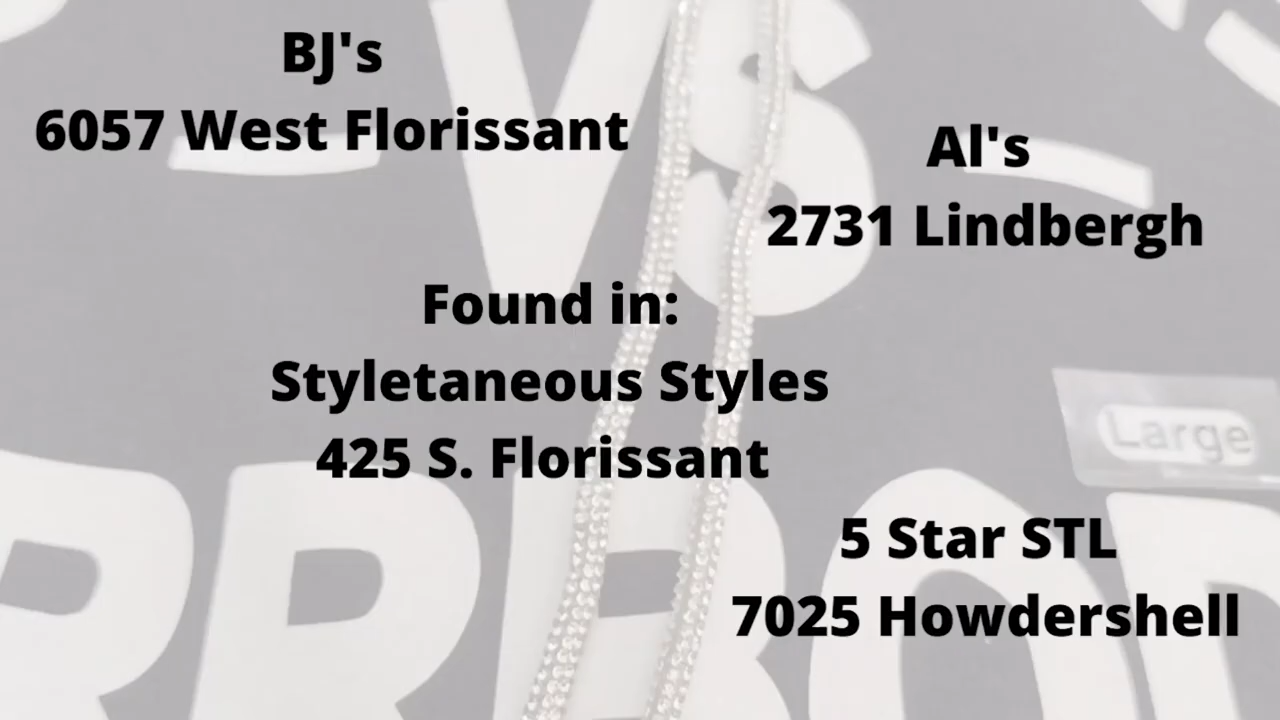 BJ's
6057 West Florissant
Al's
2731 Lindbergh
Found in:
Styletaneous Styles
425 S. Florissant
5 Star STL
7025 Howdershell
VS
Large